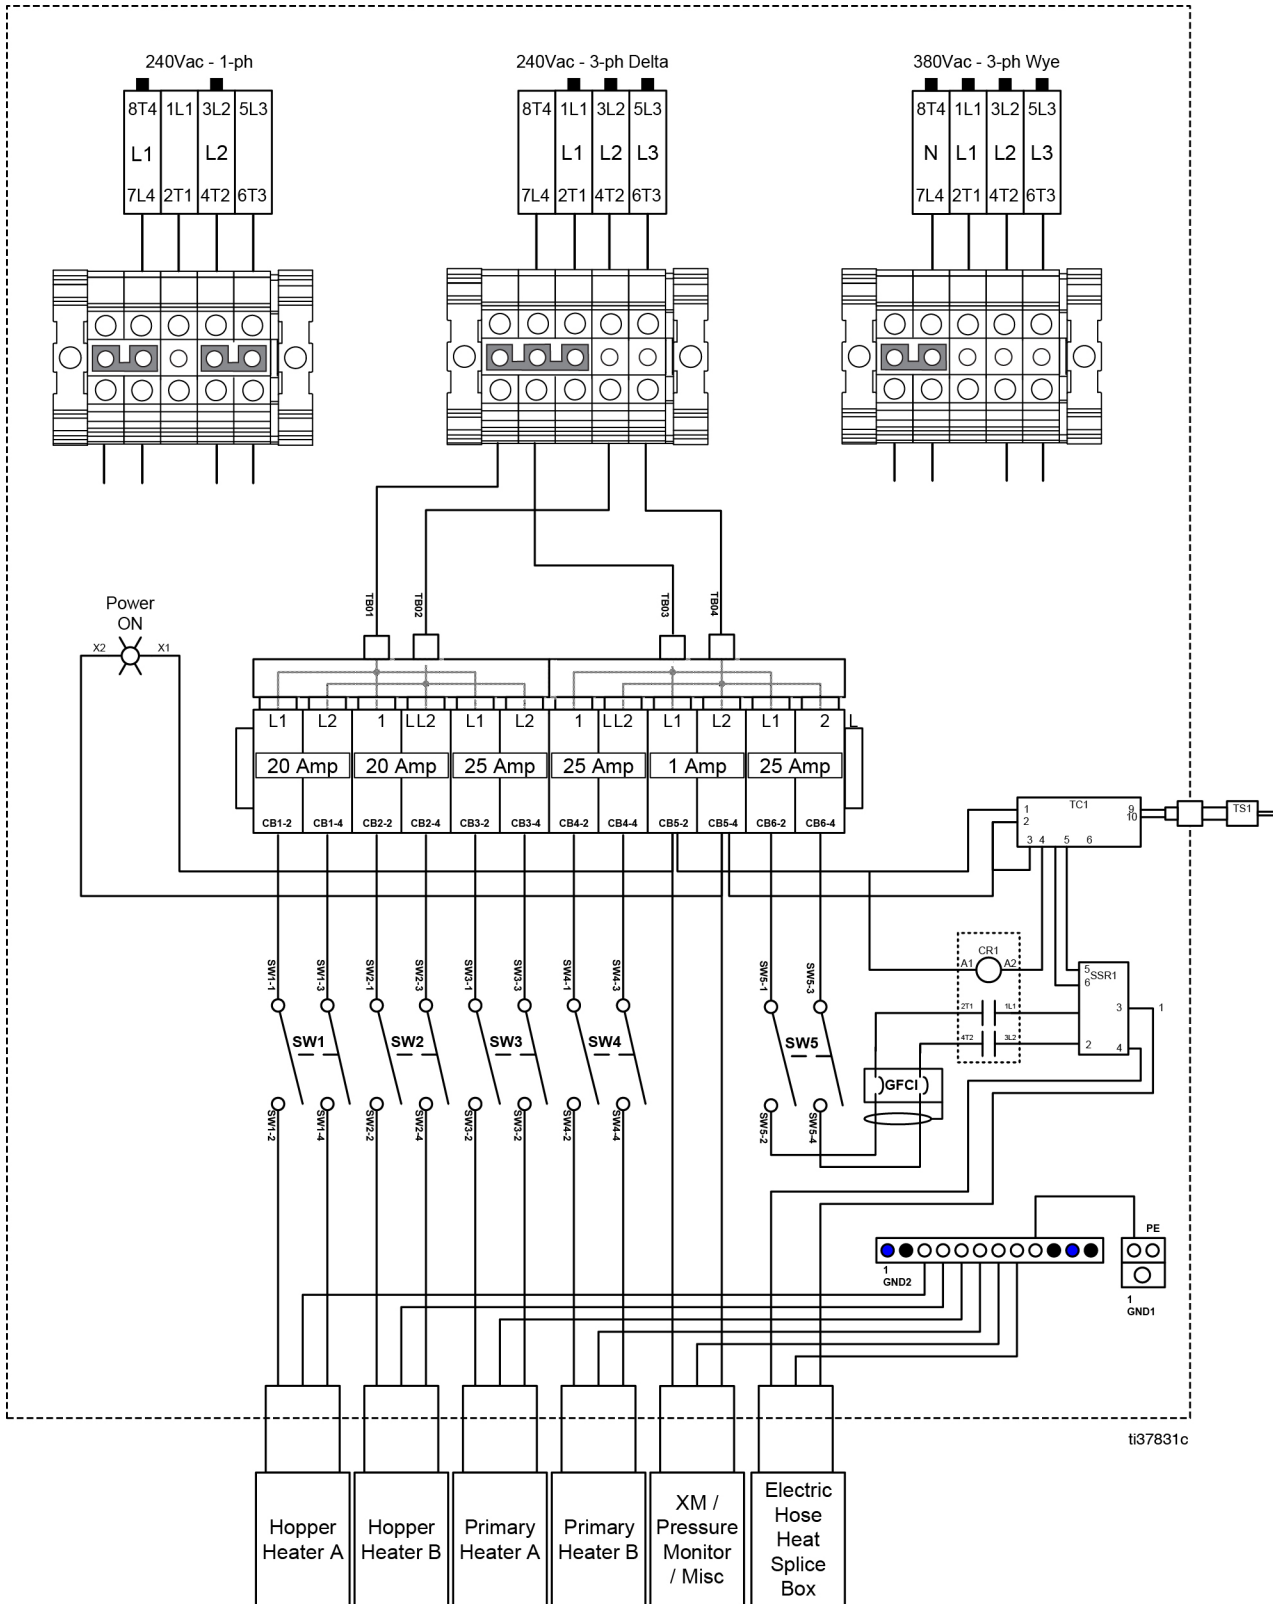 240Vac - 1-ph
240Vac - 3-ph Delta
380Vac - 3-ph Wye
8T4 1L1 3L2 5L3
L1 L2
7L4 2T1 4T2 6T3
8T4 1L1 3L2 5L3
L1 L2 L3
7L4 2T1 4T2 6T3
8T4 1L1 3L2 5L3
N L1 L2 L3
7L4 2T1 4T2 6T3
Power
ON
X2 X1
TB01
TB02
TB03
TB04
L1 L2 1 LL2 L1 L2 1 LL2 L1 L2 L1 2 L
20 Amp 20 Amp 25 Amp 25 Amp 1 Amp 25 Amp
CB1-2 CB1-4 CB2-2 CB2-4 CB3-2 CB3-4 CB4-2 CB4-4 CB5-2 CB5-4 CB6-2 CB6-4
TC1
1
2
9
10
3 4 5 6
TS1
CR1
A1 A2
2T1 1L1
4T2 3L2
SSR1
5
6
3
1
2
4
SW1-1
SW1-3
SW2-1
SW2-3
SW3-1
SW3-3
SW4-1
SW4-3
SW5-1
SW5-3
SW1 SW2 SW3 SW4 SW5
GFCI
SW1-2
SW1-4
SW2-2
SW2-4
SW3-2
SW3-2
SW4-2
SW4-4
SW5-2
SW5-4
PE
1
GND2
1
GND1
ti37831c
Hopper
Heater A
Hopper
Heater B
Primary
Heater A
Primary
Heater B
XM /
Pressure
Monitor
/ Misc
Electric
Hose
Heat
Splice
Box